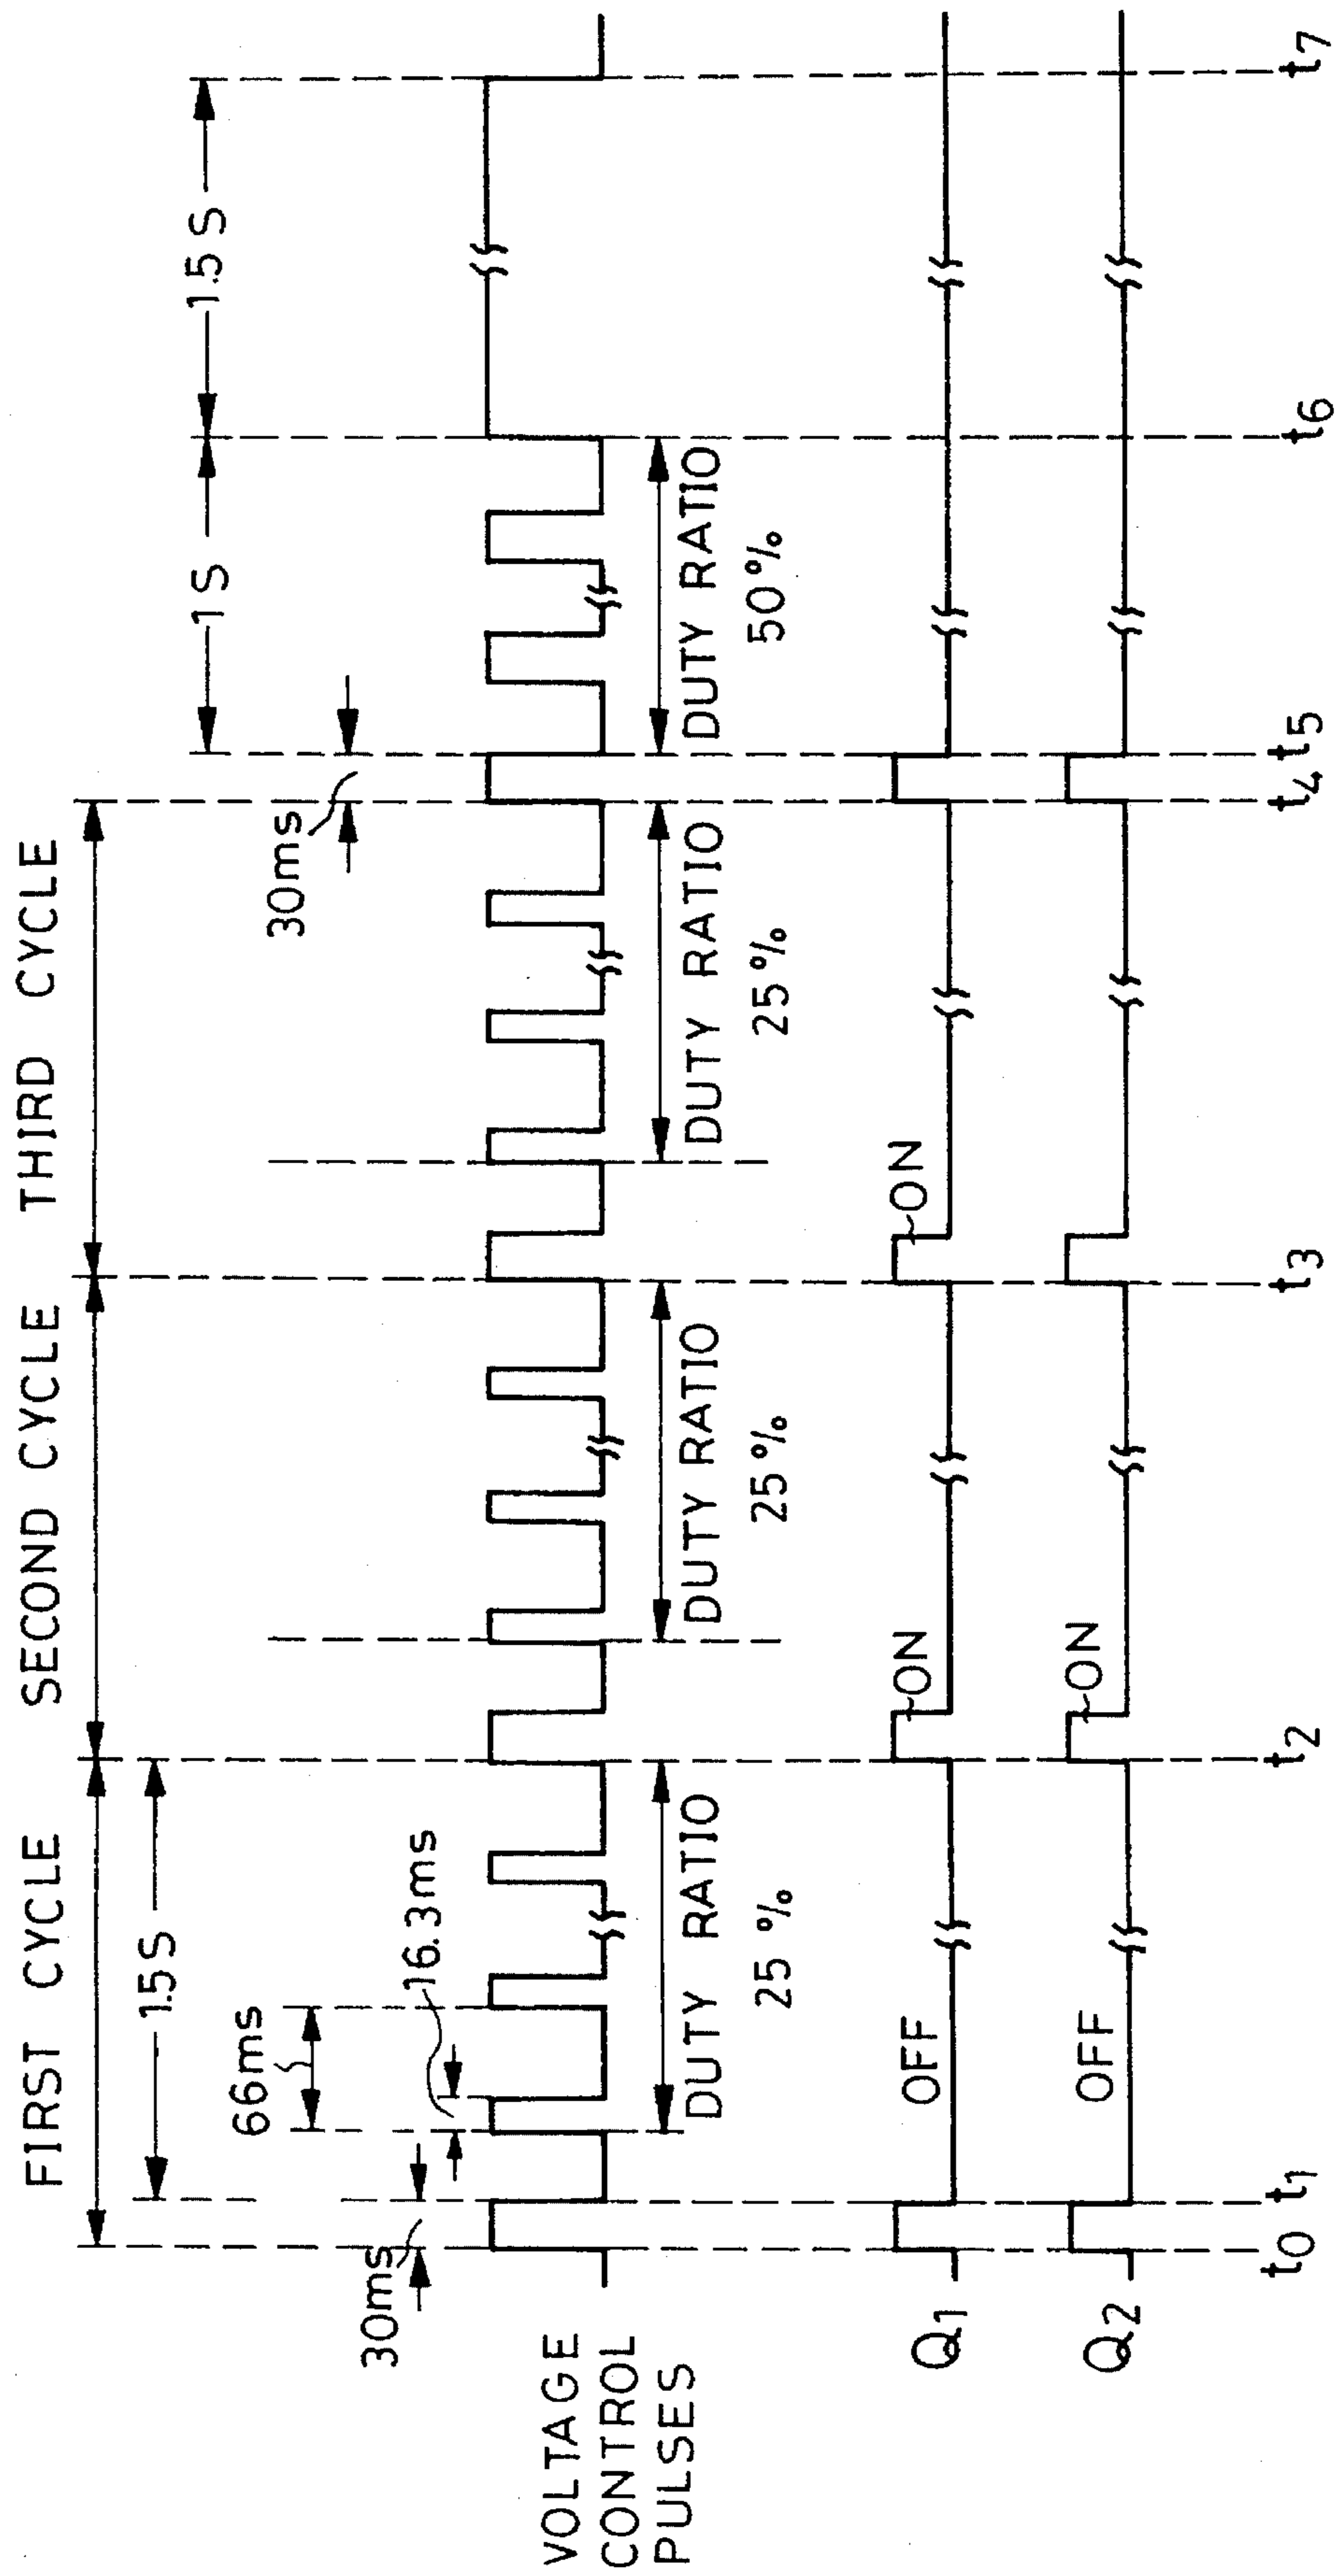 FIRST CYCLE
SECOND CYCLE
THIRD CYCLE
1.5 S
1 S
1.5 S
66ms
30ms
16.3ms
30ms
VOLTAGE
CONTROL
PULSES
DUTY RATIO
25 %
DUTY RATIO
25 %
DUTY RATIO
25 %
DUTY RATIO
50 %
Q1
OFF
ON
ON
Q2
OFF
ON
t0
t1
t2
t3
t4
t5
t6
t7